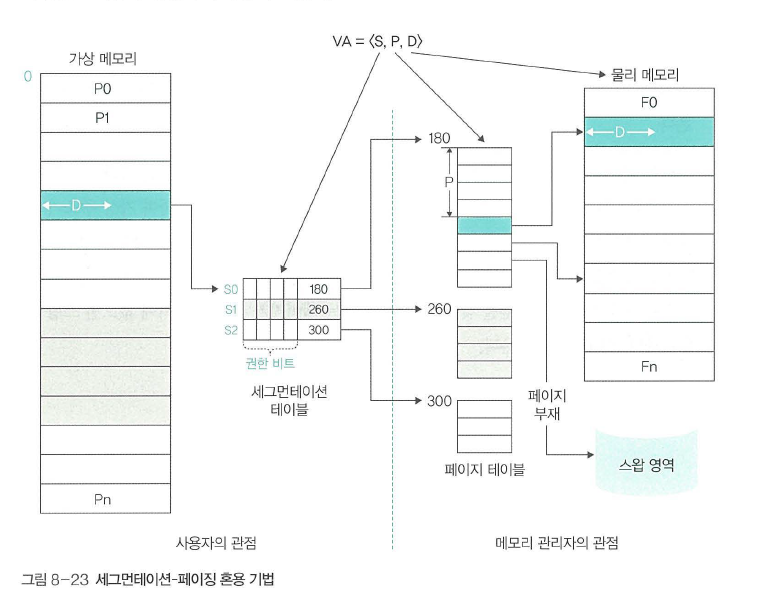 VA = ⟨S, P, D⟩
가상 메모리
물리 메모리
0
P0
P1
D
Pn
S0
S1
S2
180
260
300
권한 비트
세그먼테이션
테이블
180
P
260
300
페이지 테이블
페이지
부재
F0
D
Fn
스왑 영역
사용자의 관점
메모리 관리자의 관점
그림 8-23 세그먼테이션-페이징 혼용 기법